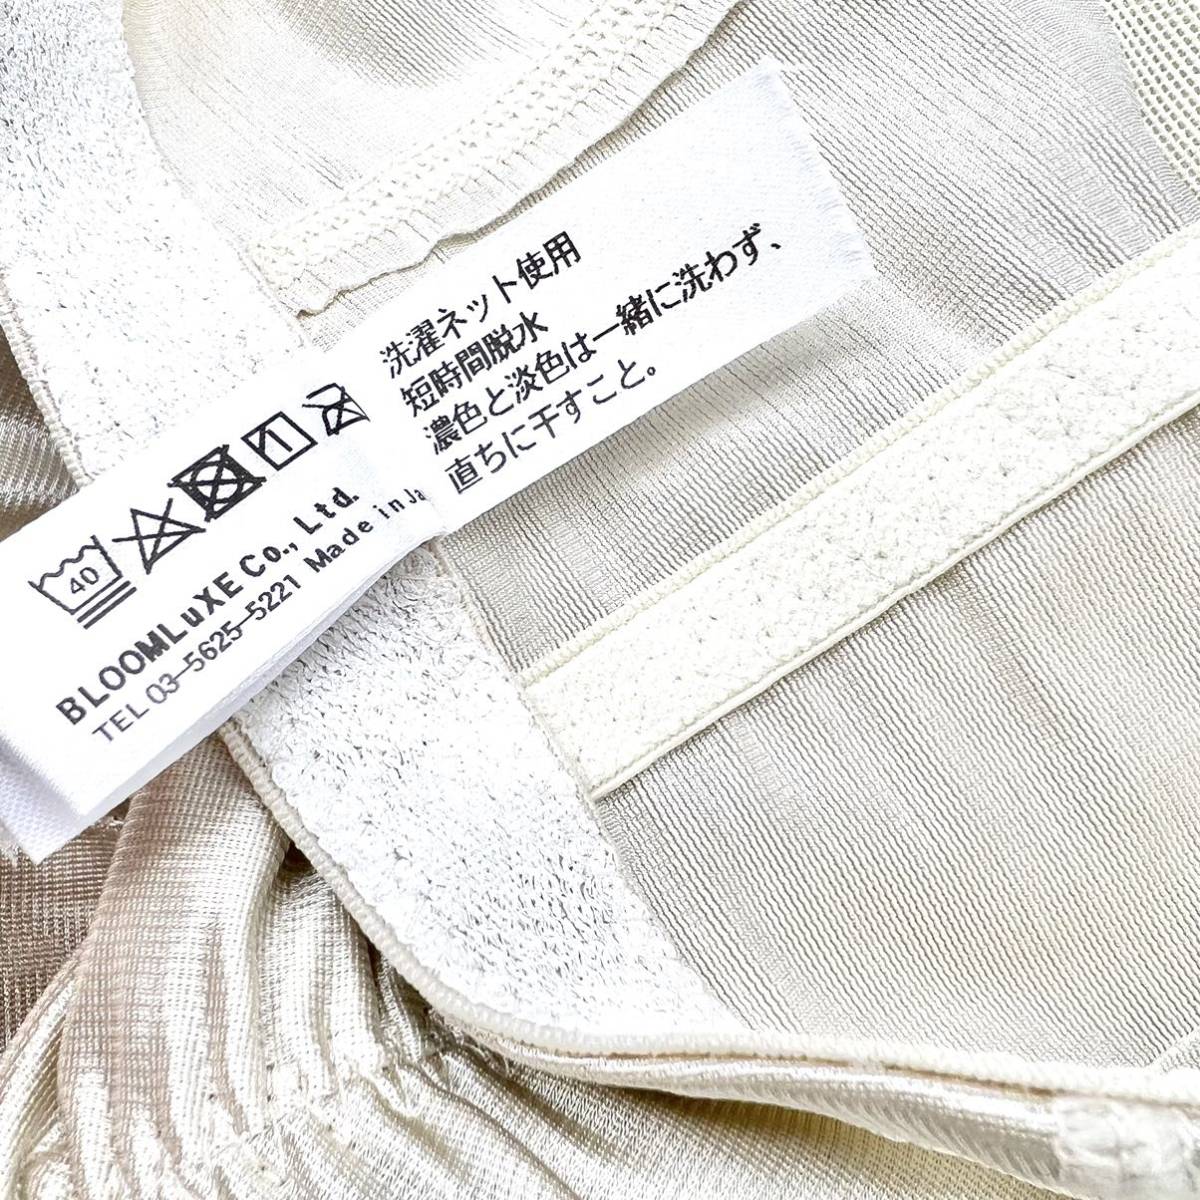 洗濯ネット使用
短時間脱水
濃色と淡色は一緒に洗わず、
直ちに干すこと。
40
1
BLOOMLuXE Co., Ltd.
TEL 03-5625-5221 Made in Ja